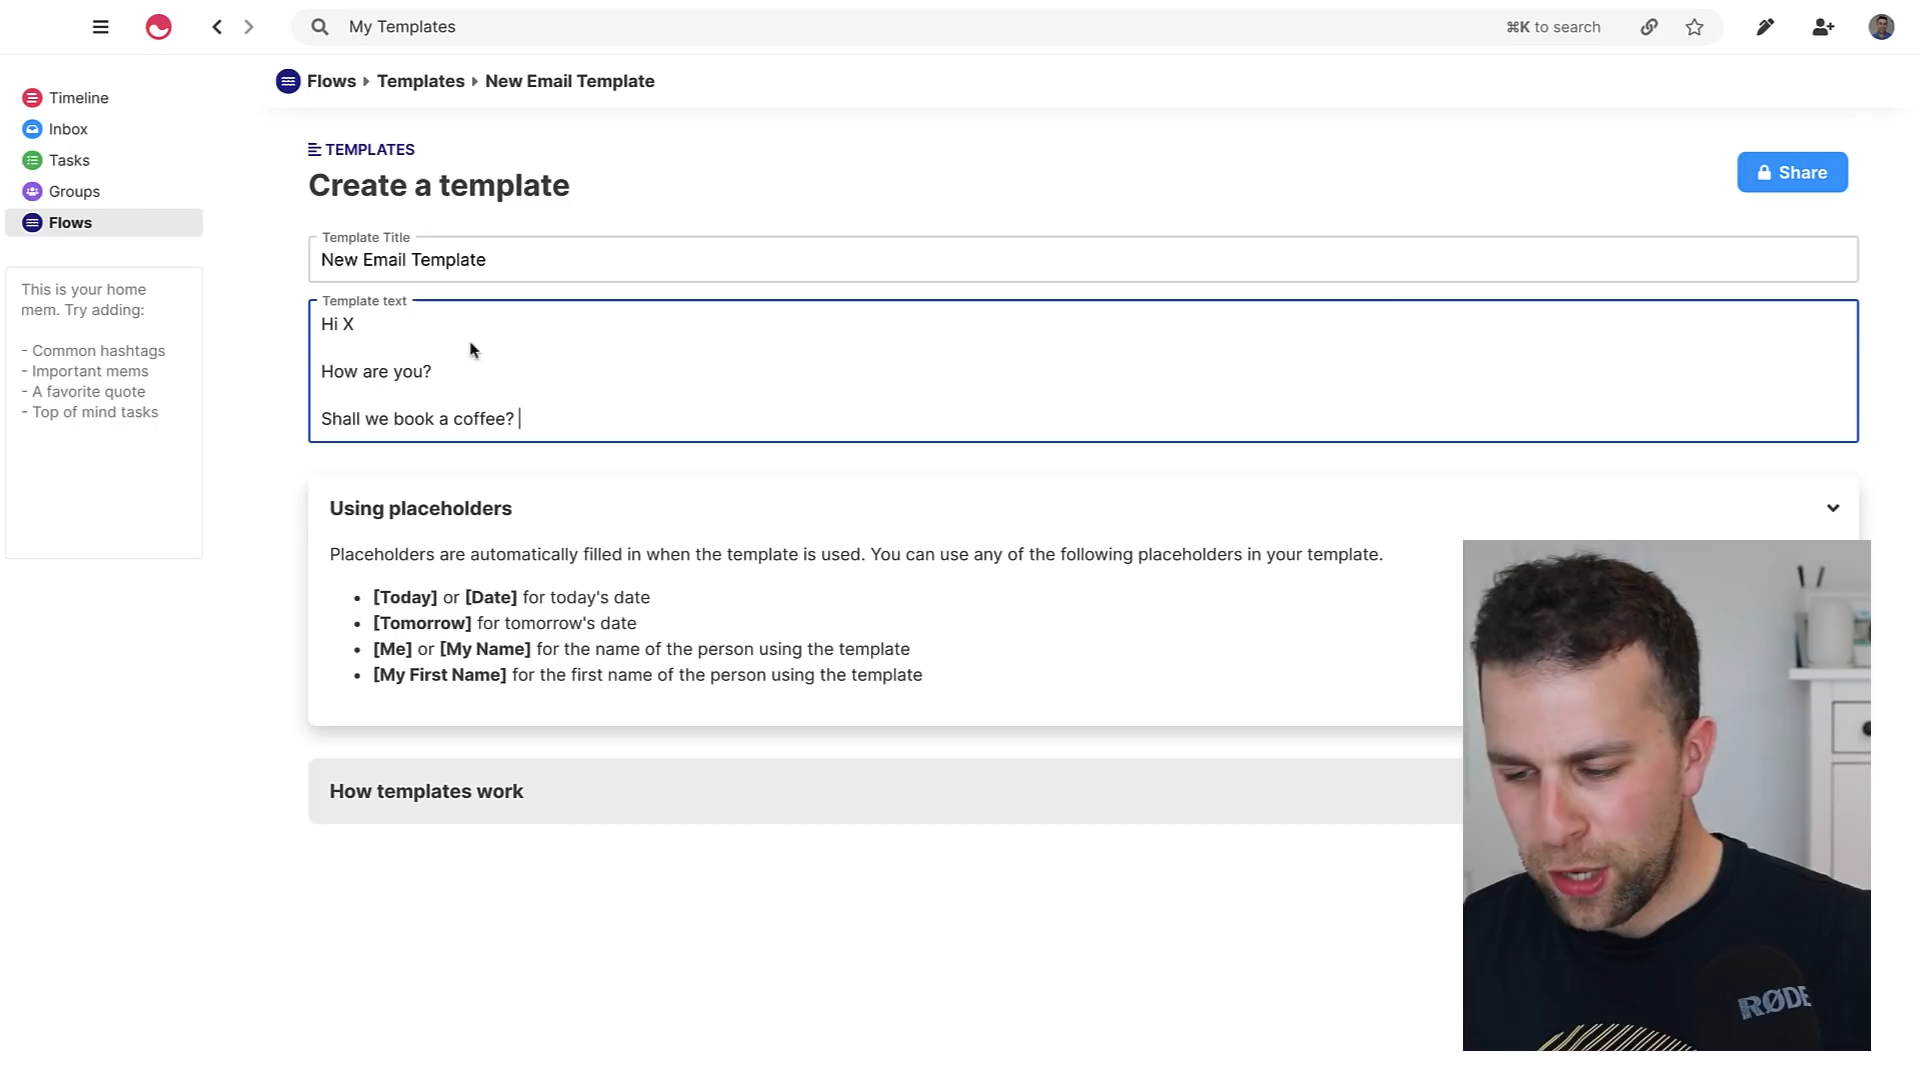 My Templates
⌘K to search
Flows Templates New Email Template
Timeline
Inbox
Tasks
Groups
Flows
This is your home
mem. Try adding:
- Common hashtags
- Important mems
- A favorite quote
- Top of mind tasks
TEMPLATES
Create a template
Share
Template Title
New Email Template
Template text
Hi X
How are you?
Shall we book a coffee?
Using placeholders
Placeholders are automatically filled in when the template is used. You can use any of the following placeholders in your template.
• [Today] or [Date] for today's date
• [Tomorrow] for tomorrow's date
• [Me] or [My Name] for the name of the person using the template
• [My First Name] for the first name of the person using the template
How templates work
RØDE